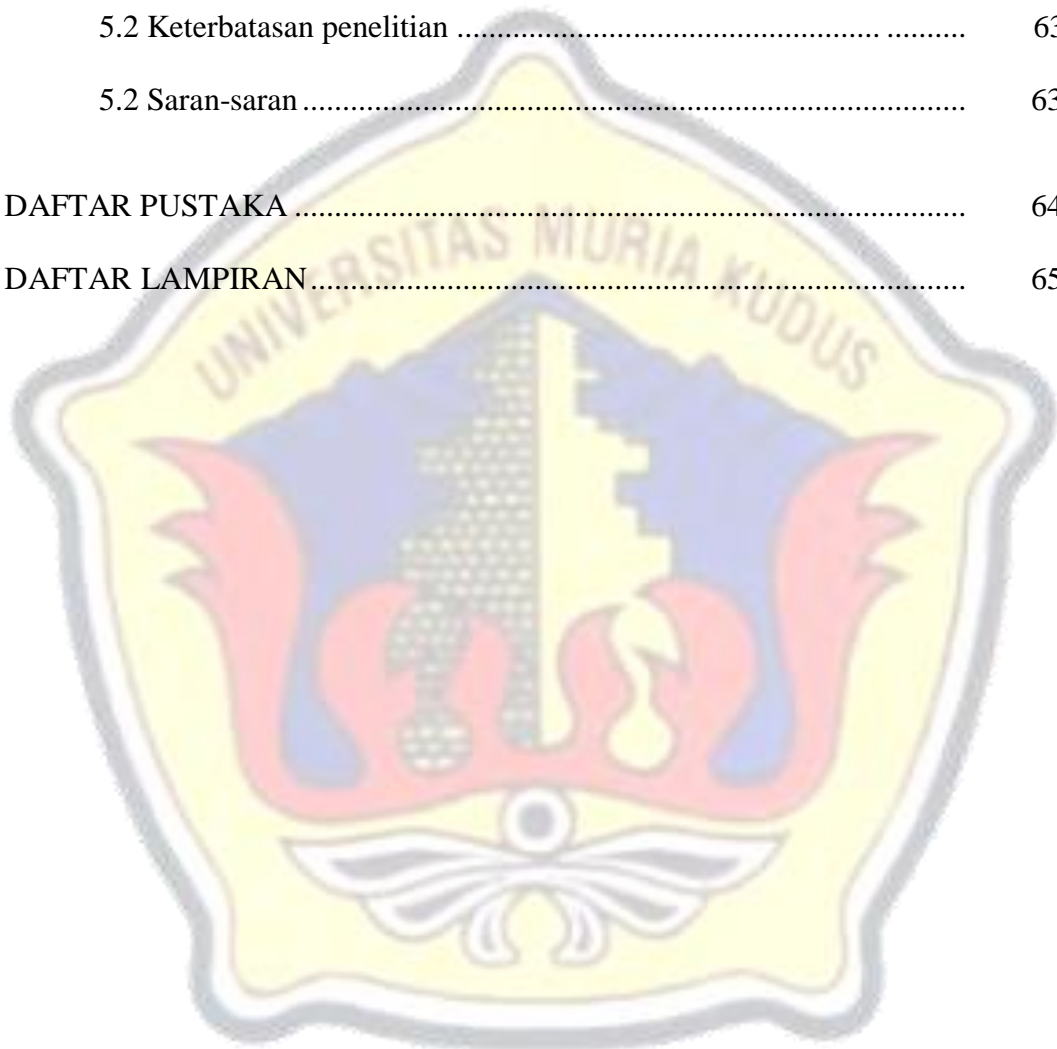 5.2 Keterbatasan penelitian ................................................. .......... 63
5.2 Saran-saran ............................................................................. 63
DAFTAR PUSTAKA ............................................................................. 64
DAFTAR LAMPIRAN ............................................................................ 65
UNIVERSITAS MURIA KUDUS